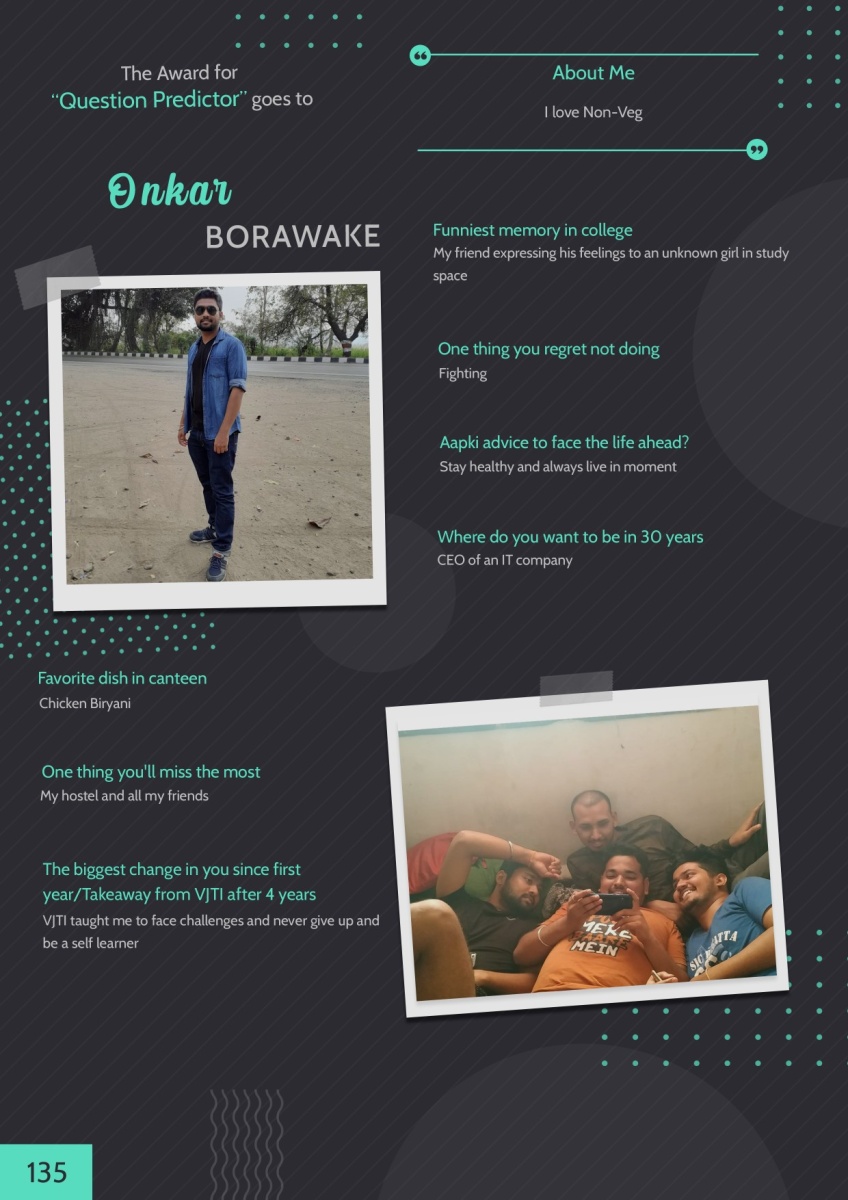 The Award for
“Question Predictor” goes to
Onkar
BORAWAKE
About Me
I love Non-Veg
Funniest memory in college
My friend expressing his feelings to an unknown girl in study
space
One thing you regret not doing
Fighting
Aapki advice to face the life ahead?
Stay healthy and always live in moment
Where do you want to be in 30 years
CEO of an IT company
Favorite dish in canteen
Chicken Biryani
One thing you'll miss the most
My hostel and all my friends
The biggest change in you since first
year/Takeaway from VJTI after 4 years
VJTI taught me to face challenges and never give up and
be a self learner
MEIN
135